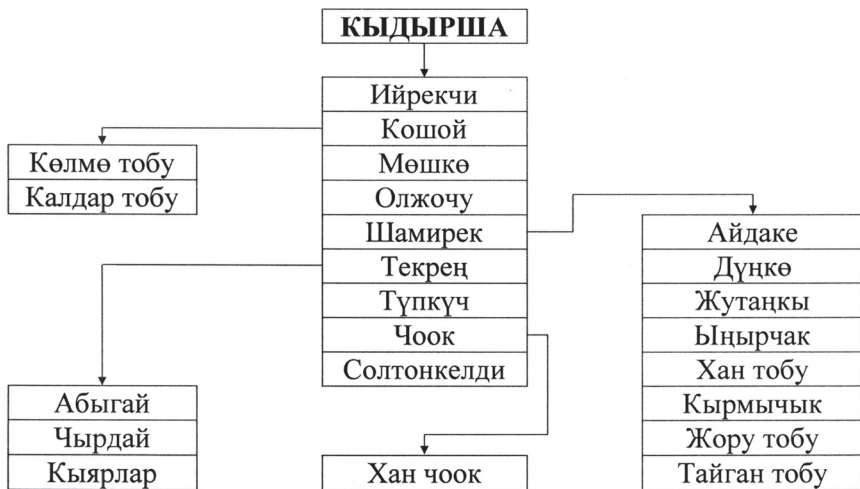 КЫДЫРША
Ийрекчи
Кошой
Мөшкө
Олжочу
Шамирек
Текрең
Түпкүч
Чоок
Солтонкелди
Көлмө тобу
Калдар тобу
Айдаке
Дүңкө
Жутаңкы
Ыңырчак
Хан тобу
Кырмычык
Жору тобу
Тайган тобу
Абыгай
Чырдай
Кыярлар
Хан чоок